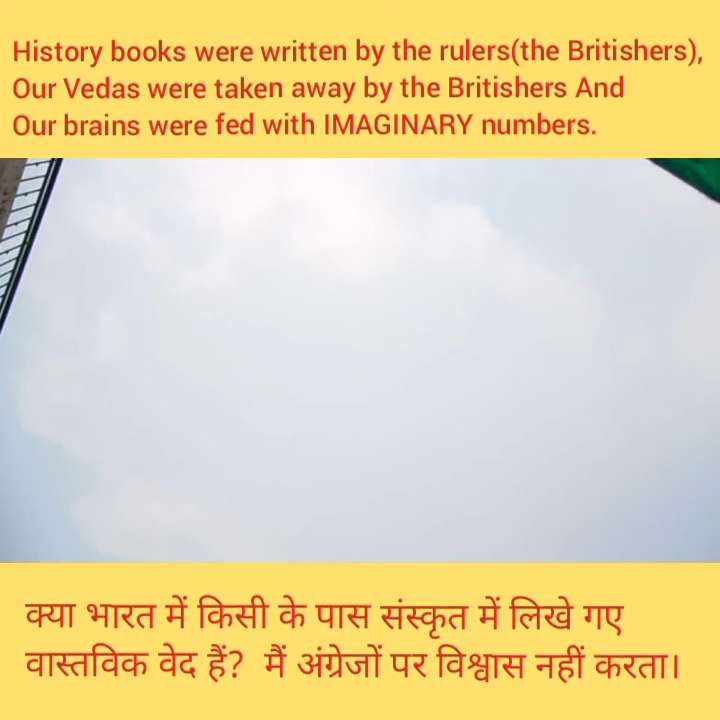 History books were written by the rulers(the Britishers),
Our Vedas were taken away by the Britishers And
Our brains were fed with IMAGINARY numbers.
क्या भारत में किसी के पास संस्कृत में लिखे गए
वास्तविक वेद हैं? मैं अंग्रेजों पर विश्वास नहीं करता।